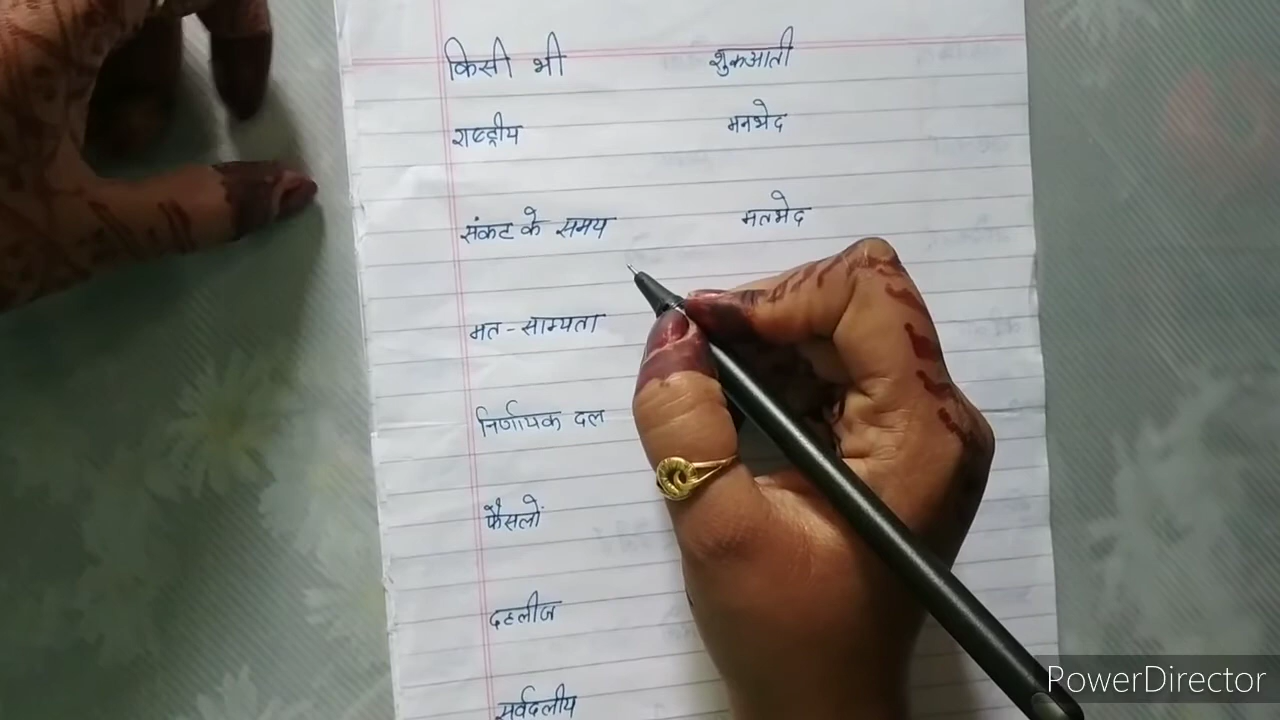 किसी भी शुरुआती
राष्ट्रीय मनभेद
संकट के समय मतभेद
मत-साम्यता
निर्णायक दल
फैसलों
दहलीज
सर्वदलीय
PowerDirector